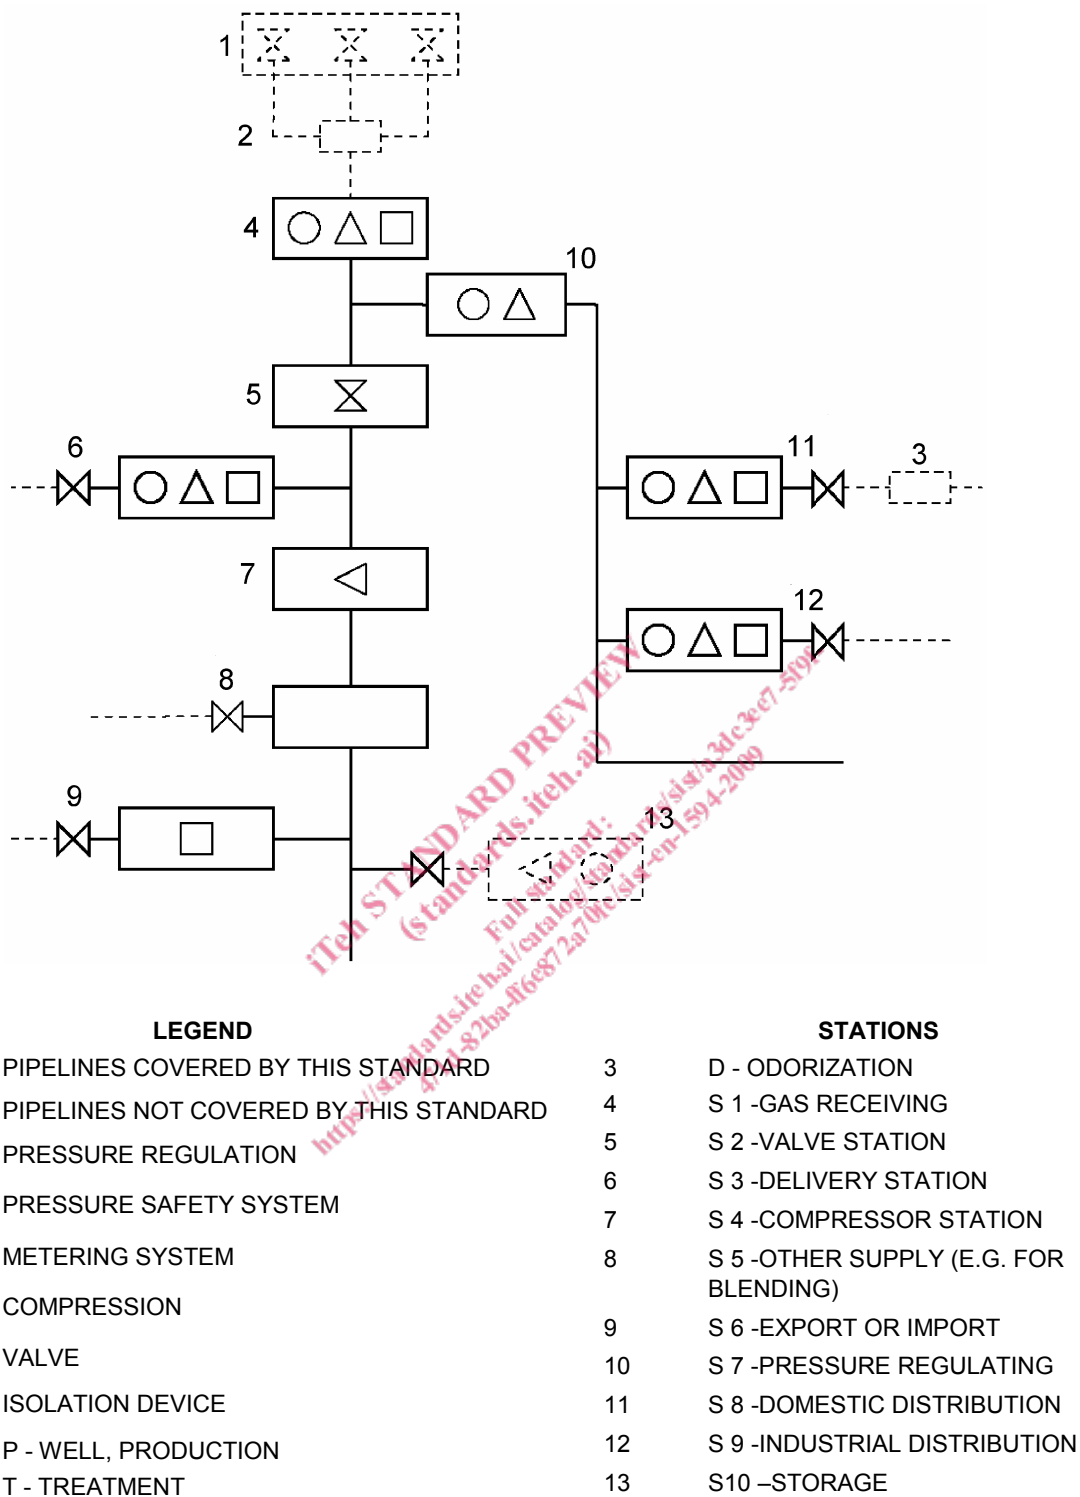 1
2
4
10
5
6
11
3
7
12
8
9
13
iTeh STANDARD PREVIEW
(standards.iteh.ai)
Full standard:
LEGEND
PIPELINES COVERED BY THIS STANDARD
PIPELINES NOT COVERED BY THIS STANDARD
PRESSURE REGULATION
PRESSURE SAFETY SYSTEM
METERING SYSTEM
COMPRESSION
VALVE
ISOLATION DEVICE
P - WELL, PRODUCTION
T - TREATMENT
STATIONS
3 D - ODORIZATION
4 S 1 -GAS RECEIVING
5 S 2 -VALVE STATION
6 S 3 -DELIVERY STATION
7 S 4 -COMPRESSOR STATION
8 S 5 -OTHER SUPPLY (E.G. FOR
BLENDING)
9 S 6 -EXPORT OR IMPORT
10 S 7 -PRESSURE REGULATING
11 S 8 -DOMESTIC DISTRIBUTION
12 S 9 -INDUSTRIAL DISTRIBUTION
13 S10 –STORAGE